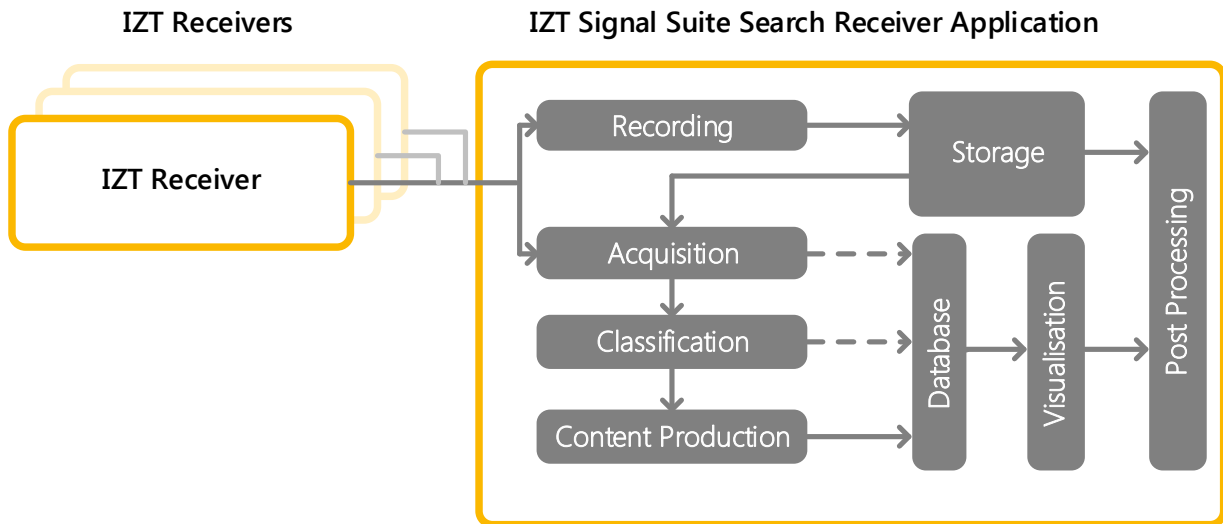 IZT Receivers
IZT Signal Suite Search Receiver Application
IZT Receiver
Recording
Storage
Acquisition
Classification
Content Production
Database
Visualisation
Post Processing